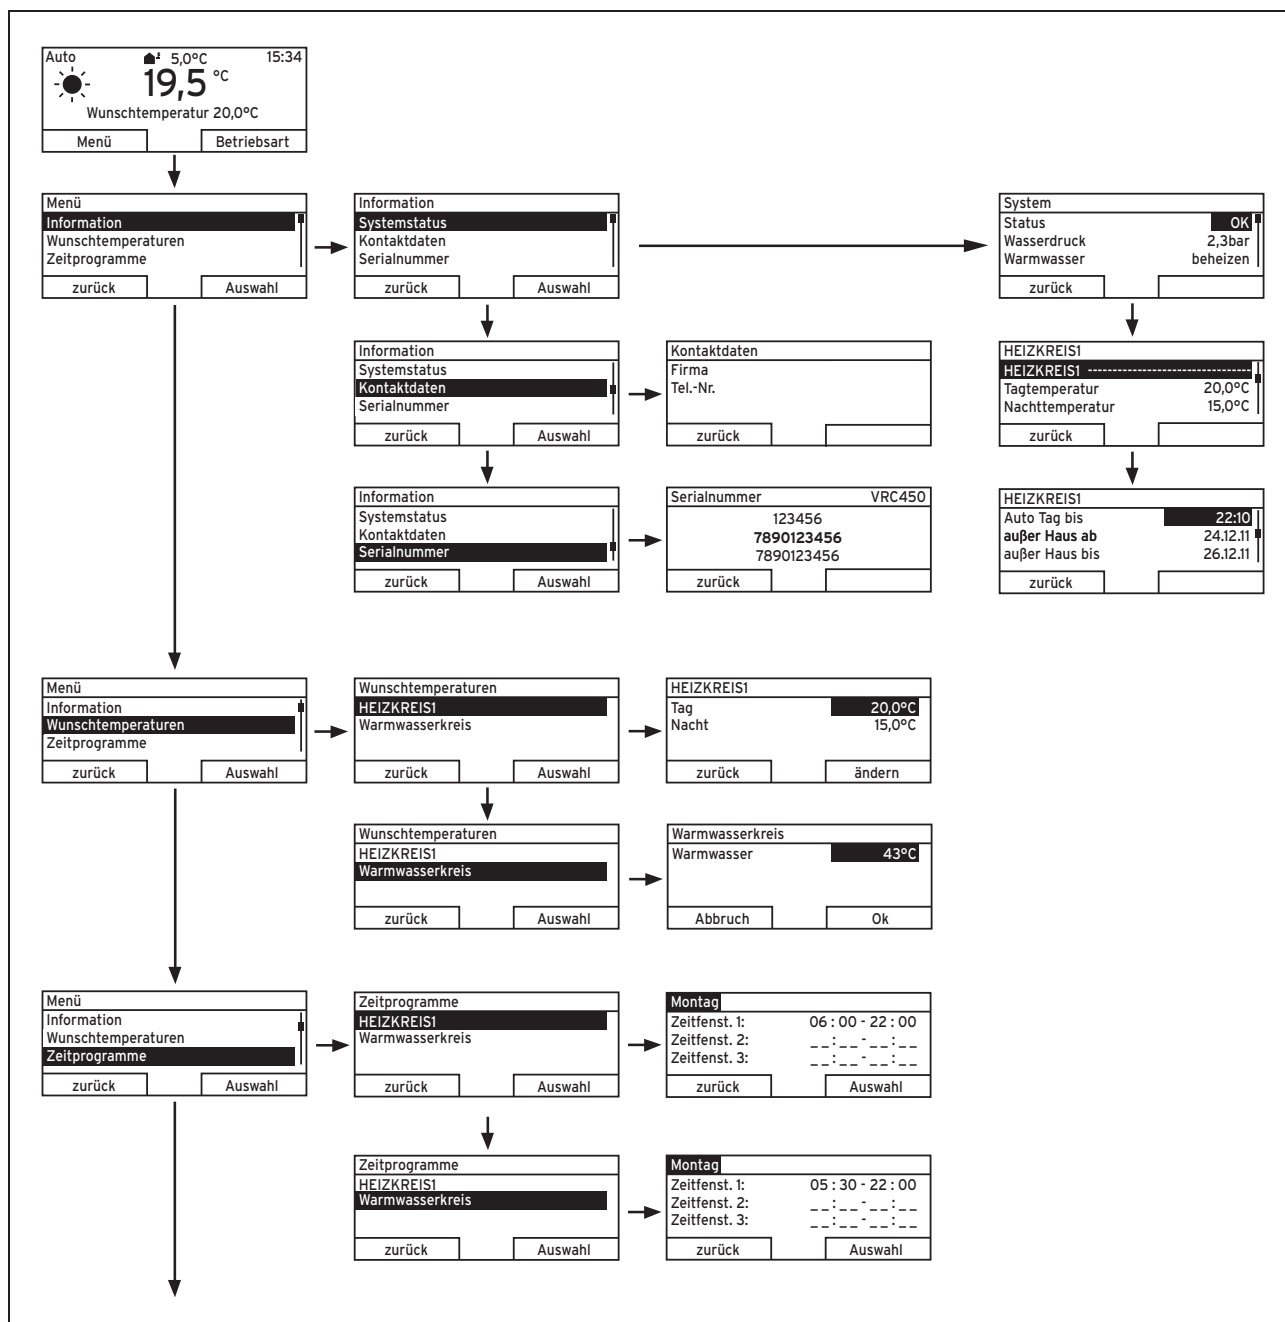 Auto 5,0°C 15:34
19,5 °C
Wunschtemperatur 20,0°C
Menü Betriebsart
Menü
Information
Wunschtemperaturen
Zeitprogramme
zurück Auswahl
Information
Systemstatus
Kontaktdaten
Serialnummer
zurück Auswahl
System
Status OK
Wasserdruck 2,3bar
Warmwasser beheizen
zurück
Information
Systemstatus
Kontaktdaten
Serialnummer
zurück Auswahl
Kontaktdaten
Firma
Tel.-Nr.
zurück
HEIZKREIS1
HEIZKREIS1 --------------------------------
Tagtemperatur 20,0°C
Nachttemperatur 15,0°C
zurück
Information
Systemstatus
Kontaktdaten
Serialnummer
zurück Auswahl
Serialnummer VRC450
123456
7890123456
7890123456
zurück
HEIZKREIS1
Auto Tag bis 22:10
außer Haus ab 24.12.11
außer Haus bis 26.12.11
zurück
Menü
Information
Wunschtemperaturen
Zeitprogramme
zurück Auswahl
Wunschtemperaturen
HEIZKREIS1
Warmwasserkreis
zurück Auswahl
HEIZKREIS1
Tag 20,0°C
Nacht 15,0°C
zurück ändern
Wunschtemperaturen
HEIZKREIS1
Warmwasserkreis
zurück Auswahl
Warmwasserkreis
Warmwasser 43°C
Abbruch Ok
Menü
Information
Wunschtemperaturen
Zeitprogramme
zurück Auswahl
Zeitprogramme
HEIZKREIS1
Warmwasserkreis
zurück Auswahl
Montag
Zeitfenst. 1: 06 : 00 - 22 : 00
Zeitfenst. 2: _ _ : _ _ - _ _ : _ _
Zeitfenst. 3: _ _ : _ _ - _ _ : _ _
zurück Auswahl
Zeitprogramme
HEIZKREIS1
Warmwasserkreis
zurück Auswahl
Montag
Zeitfenst. 1: 05 : 30 - 22 : 00
Zeitfenst. 2: _ _ : _ _ - _ _ : _ _
Zeitfenst. 3: _ _ : _ _ - _ _ : _ _
zurück Auswahl